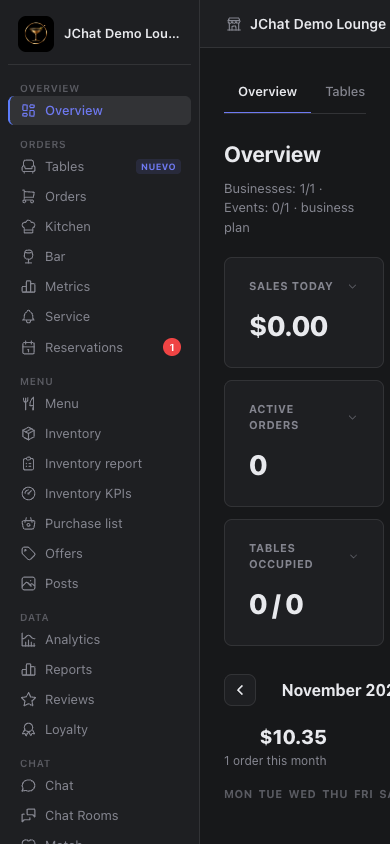 JChat Demo Lou...
OVERVIEW
Overview
ORDERS
Tables NUEVO
Orders
Kitchen
Bar
Metrics
Service
Reservations 1
MENU
Menu
Inventory
Inventory report
Inventory KPIs
Purchase list
Offers
Posts
DATA
Analytics
Reports
Reviews
Loyalty
CHAT
Chat
Chat Rooms
JChat Demo Lounge
Overview Tables
Overview
Businesses: 1/1 ·
Events: 0/1 · business
plan
SALES TODAY
$0.00
ACTIVE
ORDERS
0
TABLES
OCCUPIED
0/0
November 202
$10.35
1 order this month
MON TUE WED THU FRI SA